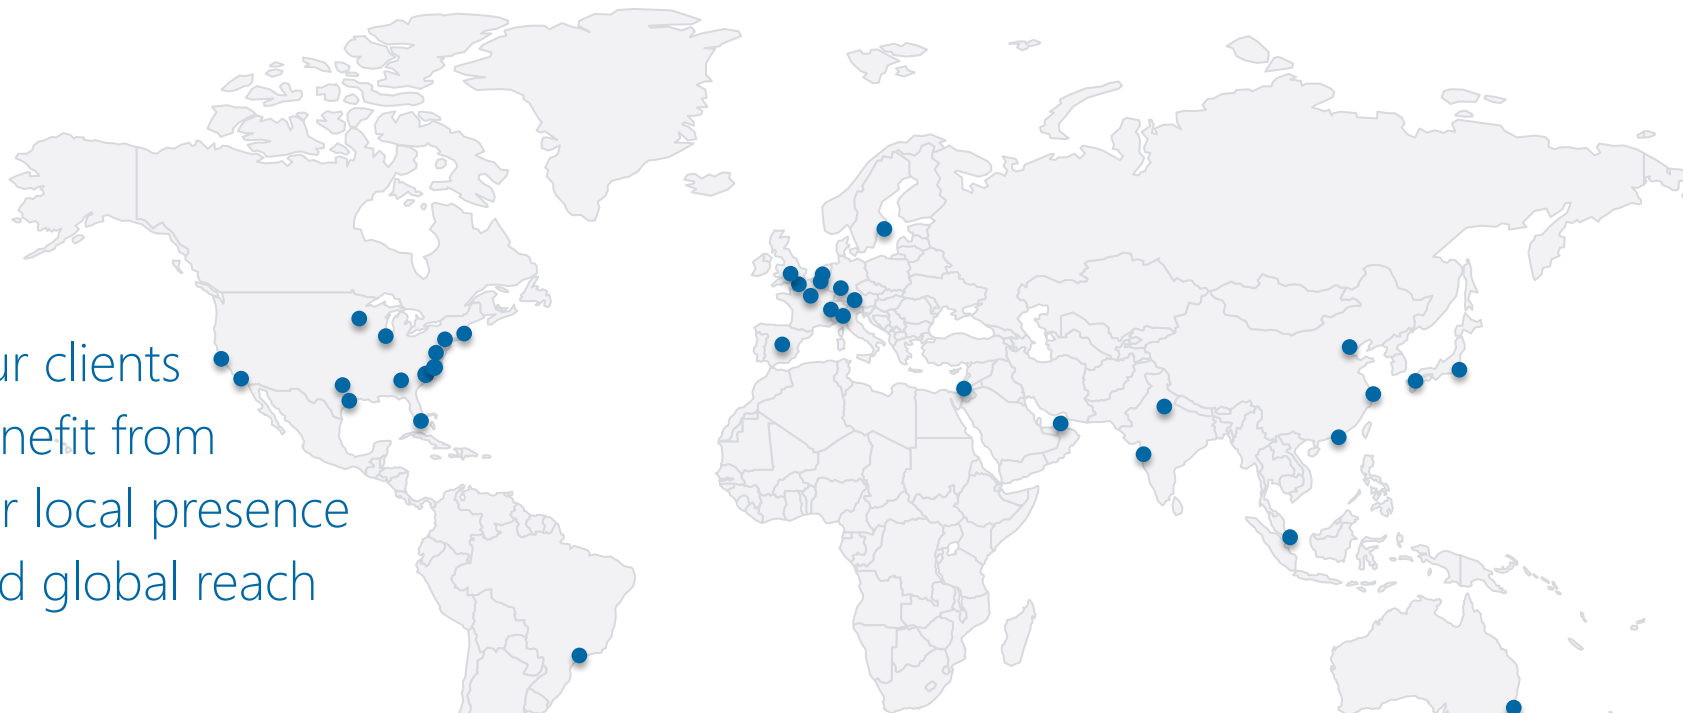 ur clients
nefit from
r local presence
d global reach